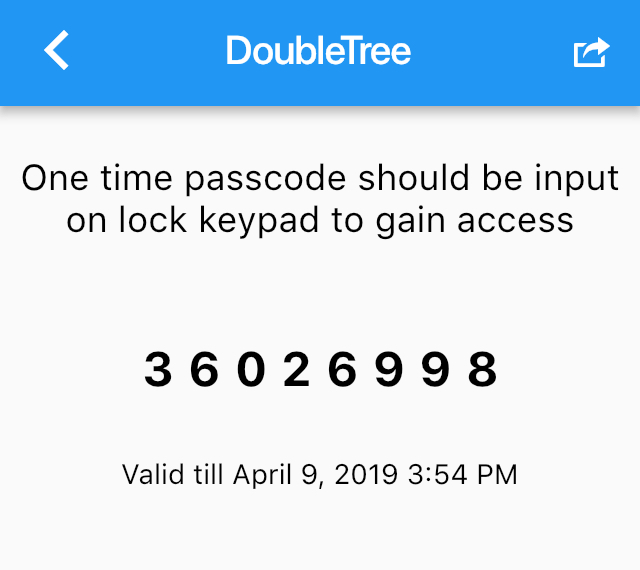 DoubleTree
One time passcode should be input
on lock keypad to gain access
3 6 0 2 6 9 9 8
Valid till April 9, 2019 3:54 PM